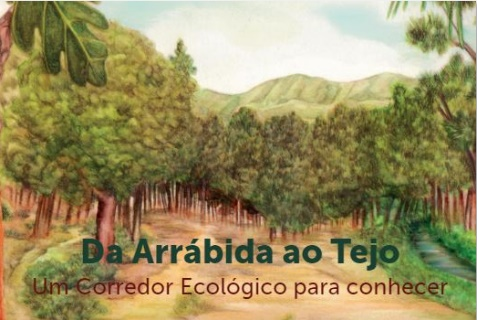 Da Arrábida ao Tejo
Um Corredor Ecológico para conhecer